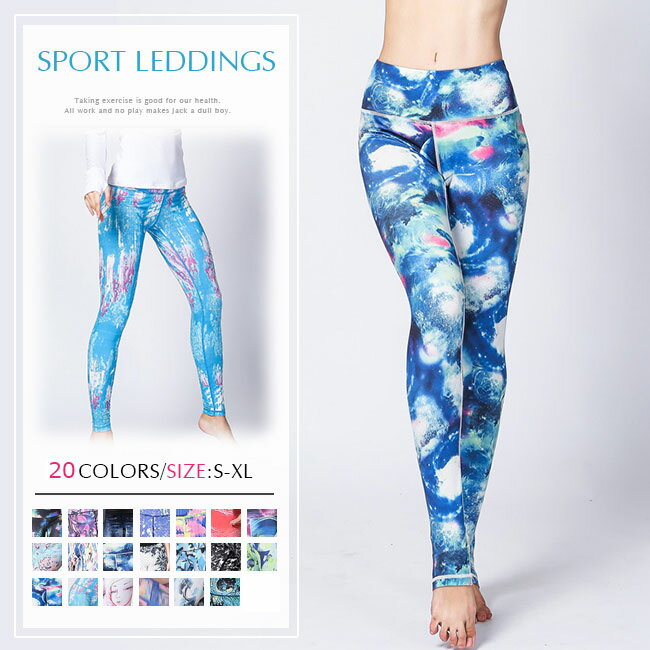 SPORT LEDDINGS
Taking exercise is good for our health.
All work and no play makes jack a dull boy.
20 COLORS/SIZE:S-XL